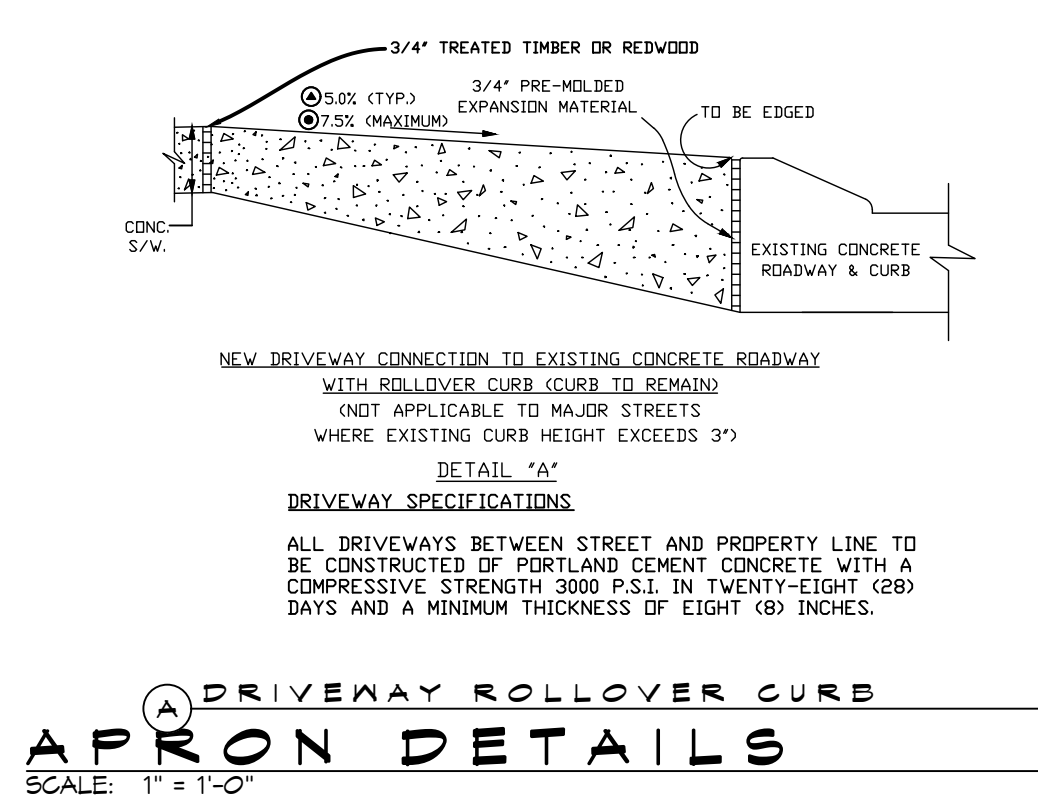 3/4" TREATED TIMBER OR REDWOOD
3/4" PRE-MOLDED
EXPANSION MATERIAL
5.0% (TYP.)
7.5% (MAXIMUM)
TO BE EDGED
CONC.
S/W.
EXISTING CONCRETE
ROADWAY & CURB
NEW DRIVEWAY CONNECTION TO EXISTING CONCRETE ROADWAY
WITH ROLLOVER CURB (CURB TO REMAIN)
(NOT APPLICABLE TO MAJOR STREETS
WHERE EXISTING CURB HEIGHT EXCEEDS 3")
DETAIL "A"
DRIVEWAY SPECIFICATIONS
ALL DRIVEWAYS BETWEEN STREET AND PROPERTY LINE TO
BE CONSTRUCTED OF PORTLAND CEMENT CONCRETE WITH A
COMPRESSIVE STRENGTH 3000 P.S.I. IN TWENTY-EIGHT (28)
DAYS AND A MINIMUM THICKNESS OF EIGHT (8) INCHES.
A DRIVEWAY ROLLOVER CURB
APRON DETAILS
SCALE: 1" = 1'-0"